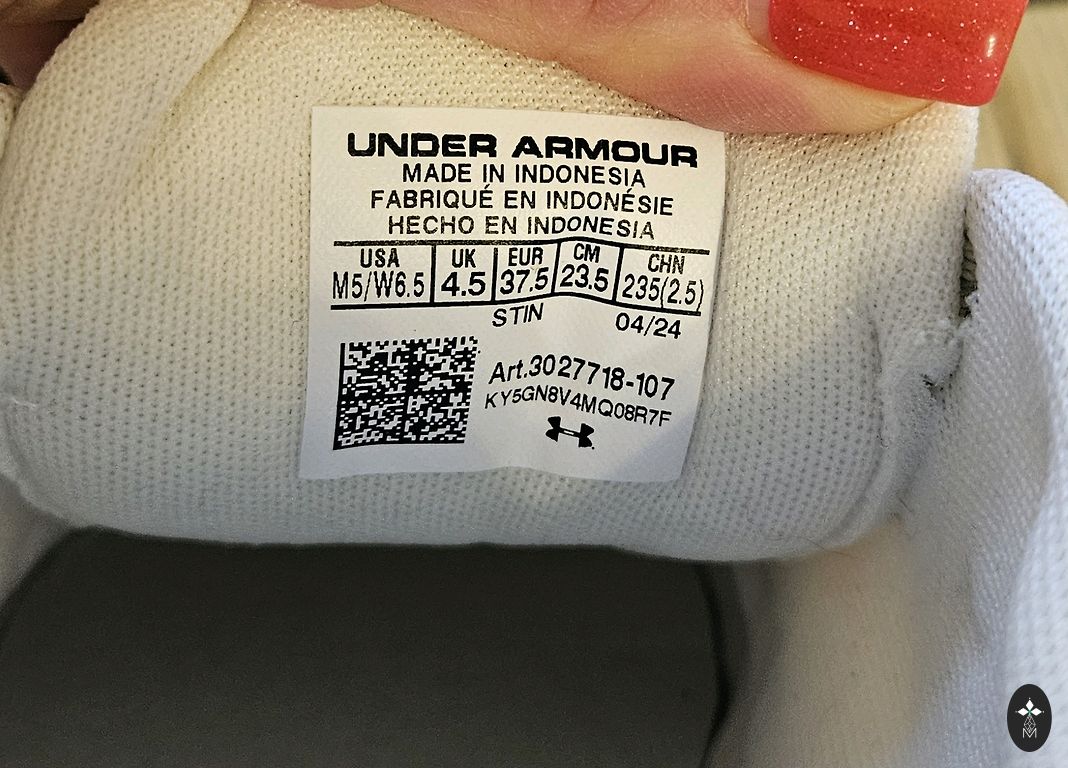 UNDER ARMOUR
MADE IN INDONESIA
FABRIQUÉ EN INDONÉSIE
HECHO EN INDONESIA
USA UK EUR CM CHN
M5/W6.5 4.5 37.5 23.5 235(2.5)
STIN 04/24
Art.3027718-107
KY5GN8V4MQ08R7F
M